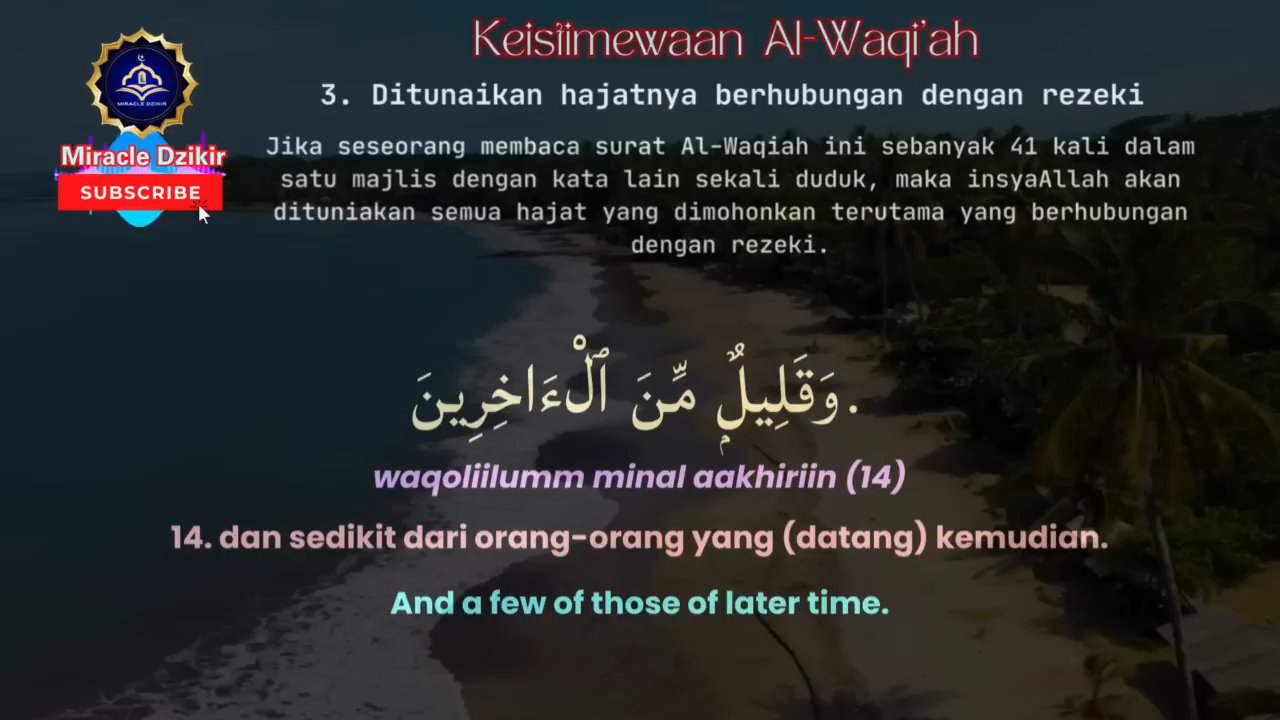 Keistimewaan Al-Waqi'ah
3. Ditunaikan hajatnya berhubungan dengan rezeki
MIRACLE DZIKIR
Miracle Dzikir
SUBSCRIBE
Jika seseorang membaca surat Al-Waqiah ini sebanyak 41 kali dalam
satu majlis dengan kata lain sekali duduk, maka insyaAllah akan
dituniakan semua hajat yang dimohonkan terutama yang berhubungan
dengan rezeki.
وَقَلِيلٌۭ مِّنَ ٱلْءَاخِرِينَ.
waqoliilumm minal aakhiriin (14)
14. dan sedikit dari orang-orang yang (datang) kemudian.
And a few of those of later time.